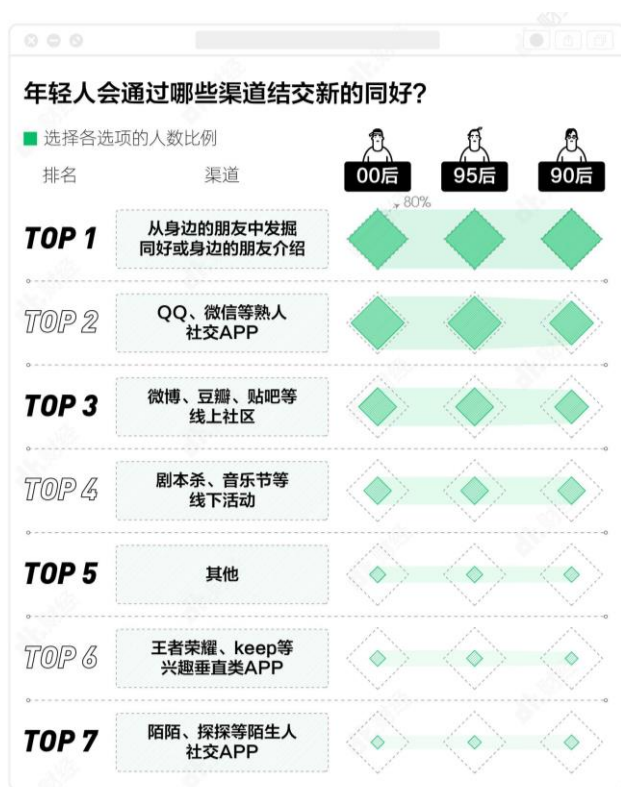 年轻人会通过哪些渠道结交新的同好?
选择各选项的人数比例
排名 渠道 00后 95后 90后
80%
TOP 1
从身边的朋友中发掘
同好或身边的朋友介绍
TOP 2
QQ、微信等熟人
社交APP
TOP 3
微博、豆瓣、贴吧等
线上社区
TOP 4
剧本杀、音乐节等
线下活动
TOP 5
其他
TOP 6
王者荣耀、keep等
兴趣垂直类APP
TOP 7
陌陌、探探等陌生人
社交APP